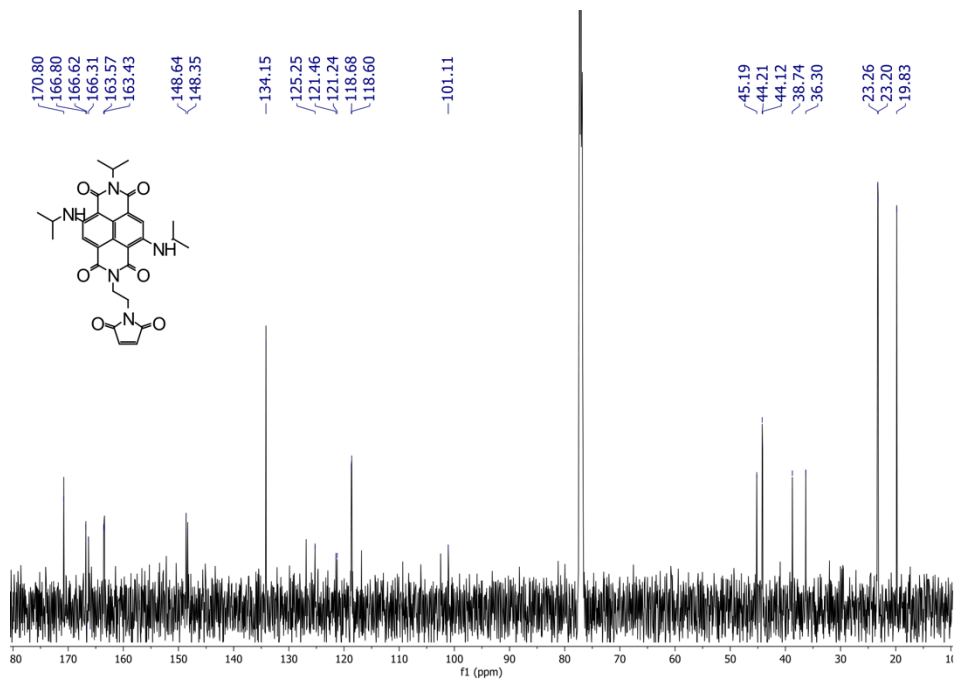 170.80
166.80
166.62
166.31
163.57
163.43
148.64
148.35
134.15
125.25
121.46
121.24
118.68
118.60
101.11
45.19
44.21
44.12
38.74
36.30
23.26
23.20
19.83
N
O O
NH
NH
O N O
N
O O
80 170 160 150 140 130 120 110 100 90 80 70 60 50 40 30 20 10
f1 (ppm)